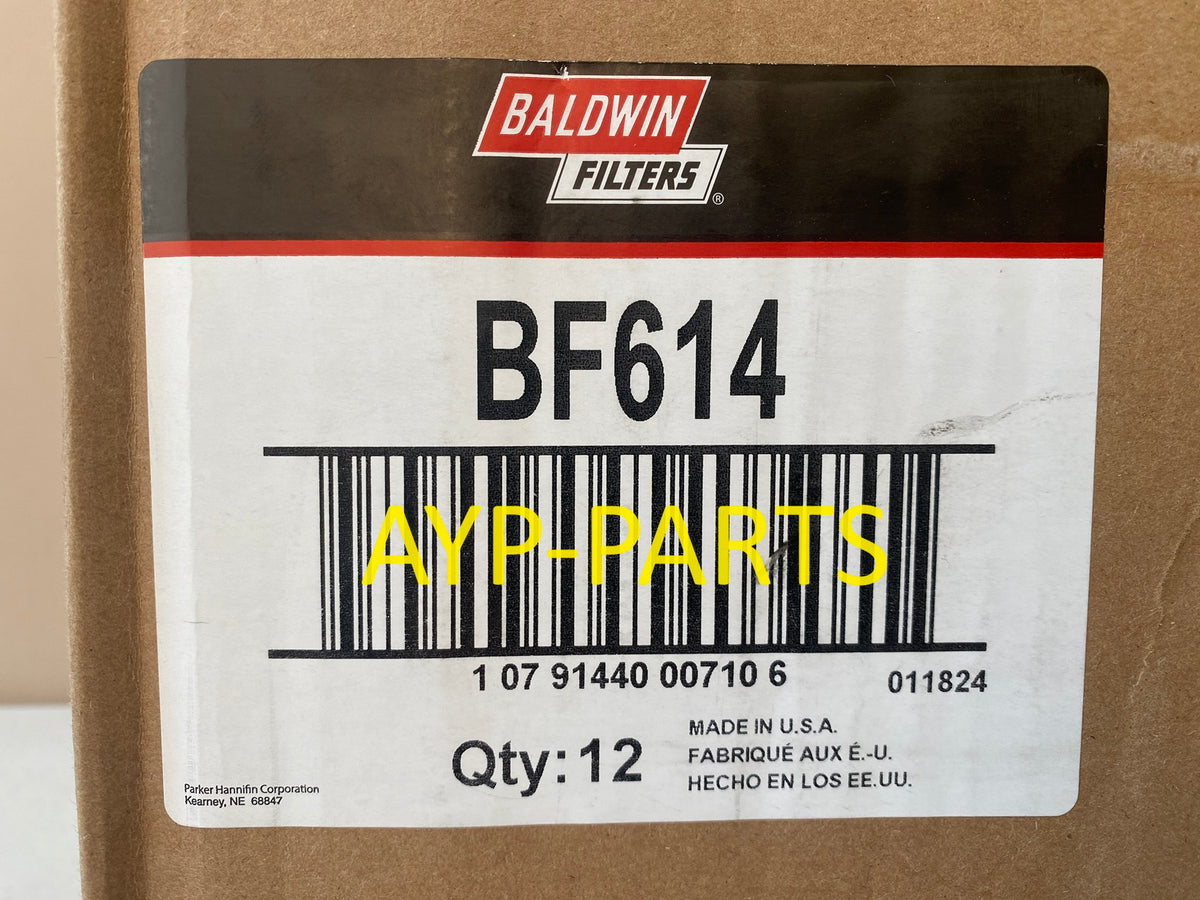 BALDWIN
FILTERS®
BF614
AYP-PARTS
1 07 91440 00710 6
011824
Qty: 12
MADE IN U.S.A.
FABRIQUÉ AUX É.-U.
HECHO EN LOS EE.UU.
Parker Hannifin Corporation
Kearney, NE 68847